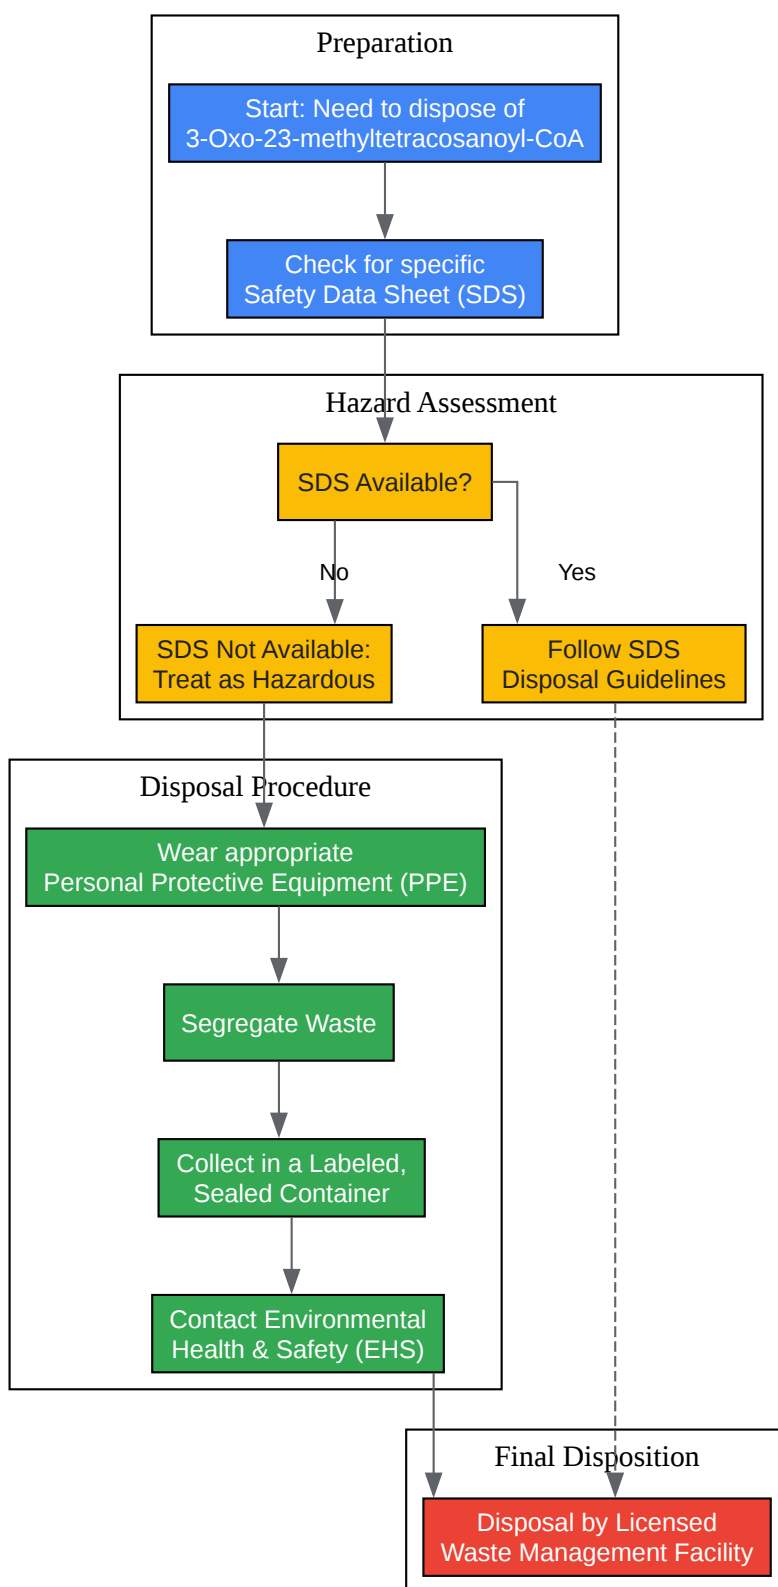 Preparation
Start: Need to dispose of
3-Oxo-23-methyltetracosanoyl-CoA
Check for specific
Safety Data Sheet (SDS)
Hazard Assessment
SDS Available?
No
Yes
SDS Not Available:
Treat as Hazardous
Follow SDS
Disposal Guidelines
Disposal Procedure
Wear appropriate
Personal Protective Equipment (PPE)
Segregate Waste
Collect in a Labeled,
Sealed Container
Contact Environmental
Health & Safety (EHS)
Final Disposition
Disposal by Licensed
Waste Management Facility